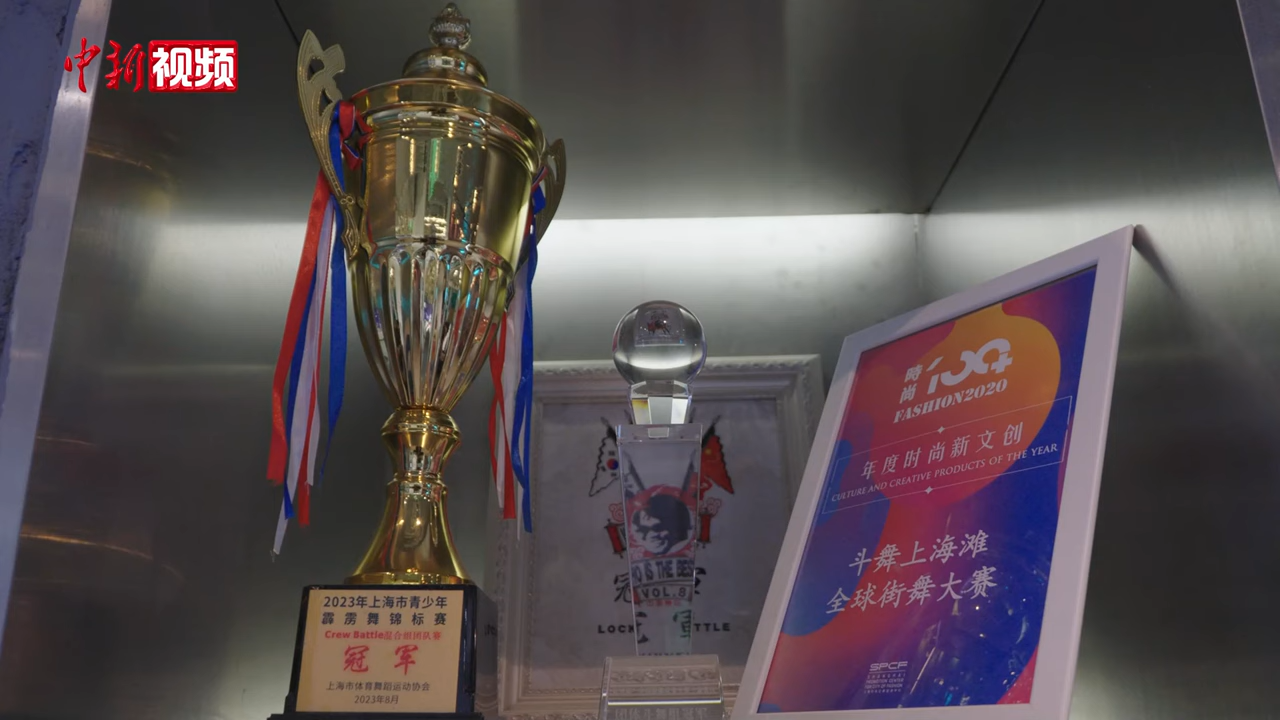 中新视频
2023年上海市青少年
霹雳舞锦标赛
Crew Battle混合组团队赛
冠军
上海市体育舞蹈运动协会
2023年8月
IS THE BEST
VOL.8
時尚100+
FASHION2020
年度时尚新文创
CULTURE AND CREATIVE PRODUCTS OF THE YEAR
斗舞上海滩
全球街舞大赛
SPCF